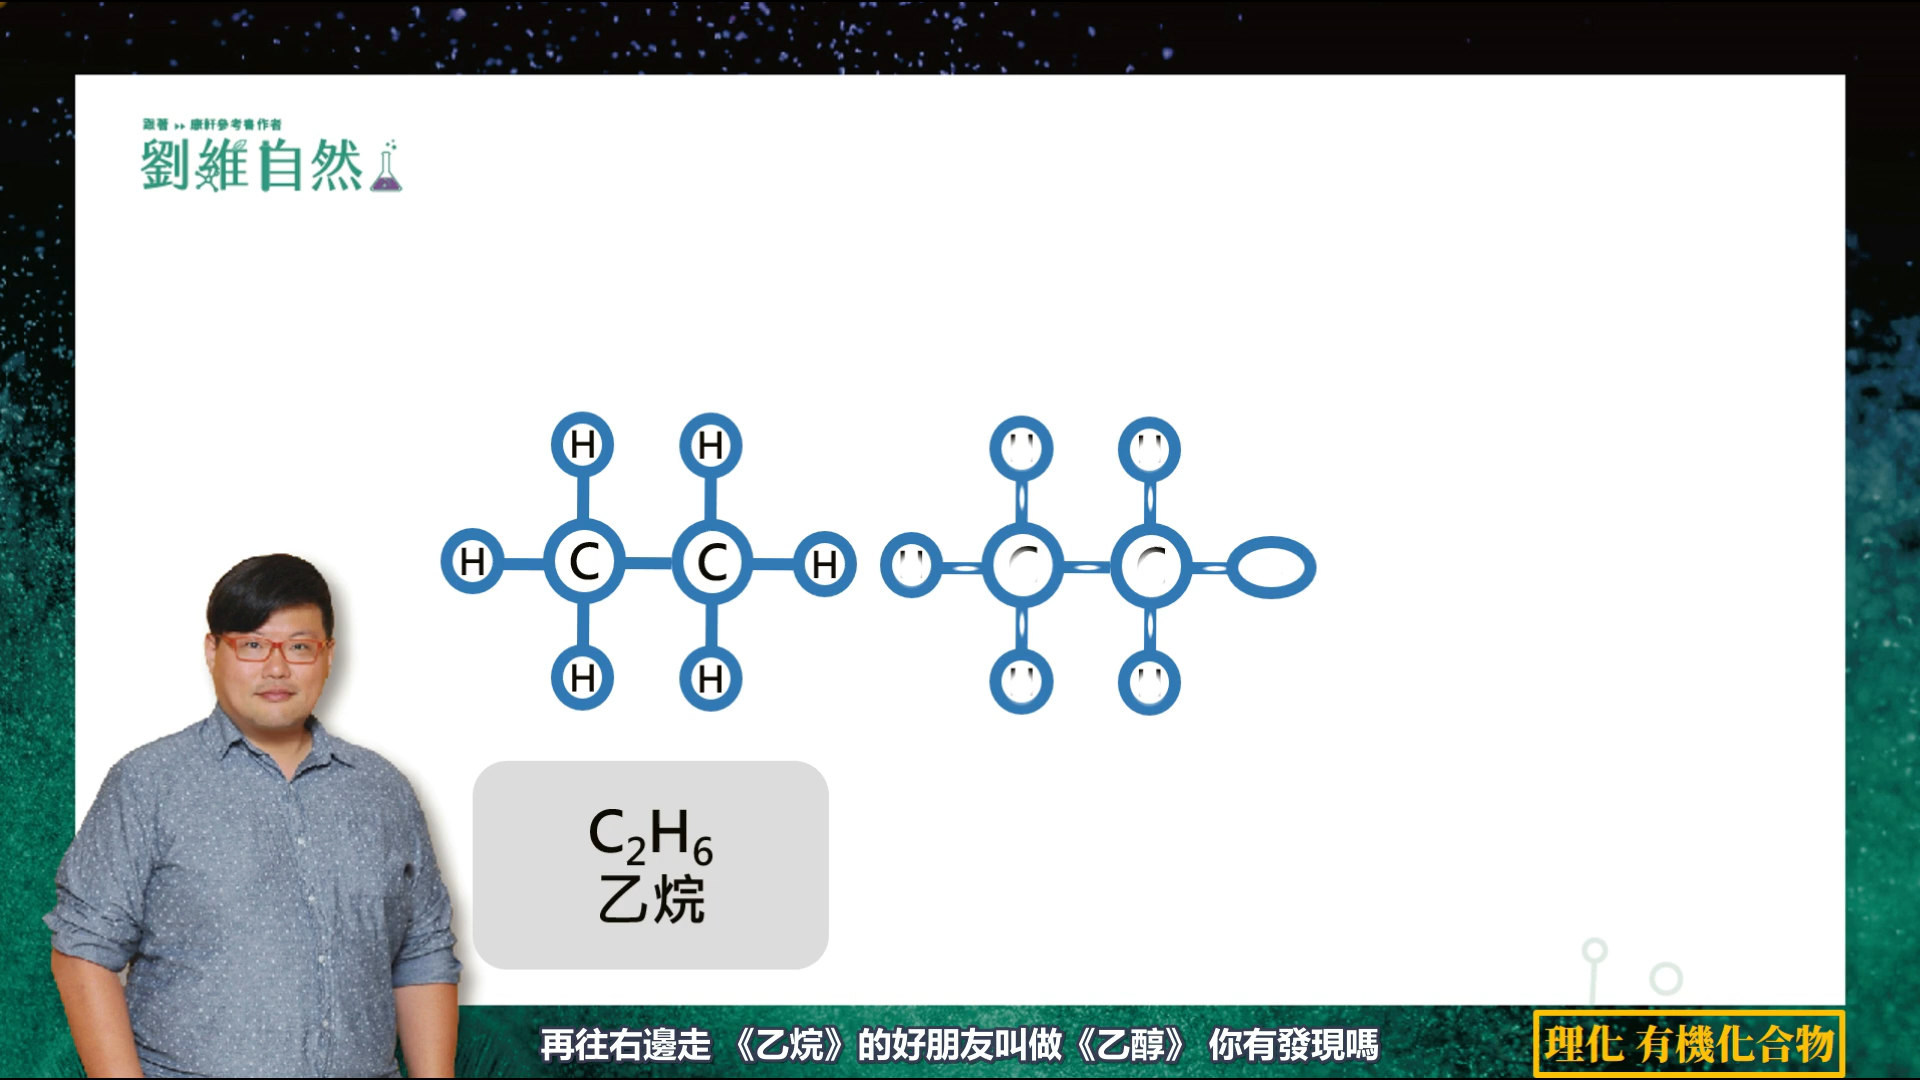 跟著 ▸▸ 康軒參考書作者
劉維自然
H H
H C C H
H H
C₂H₆
乙烷
再往右邊走 《乙烷》的好朋友叫做《乙醇》 你有發現嗎
理化 有機化合物